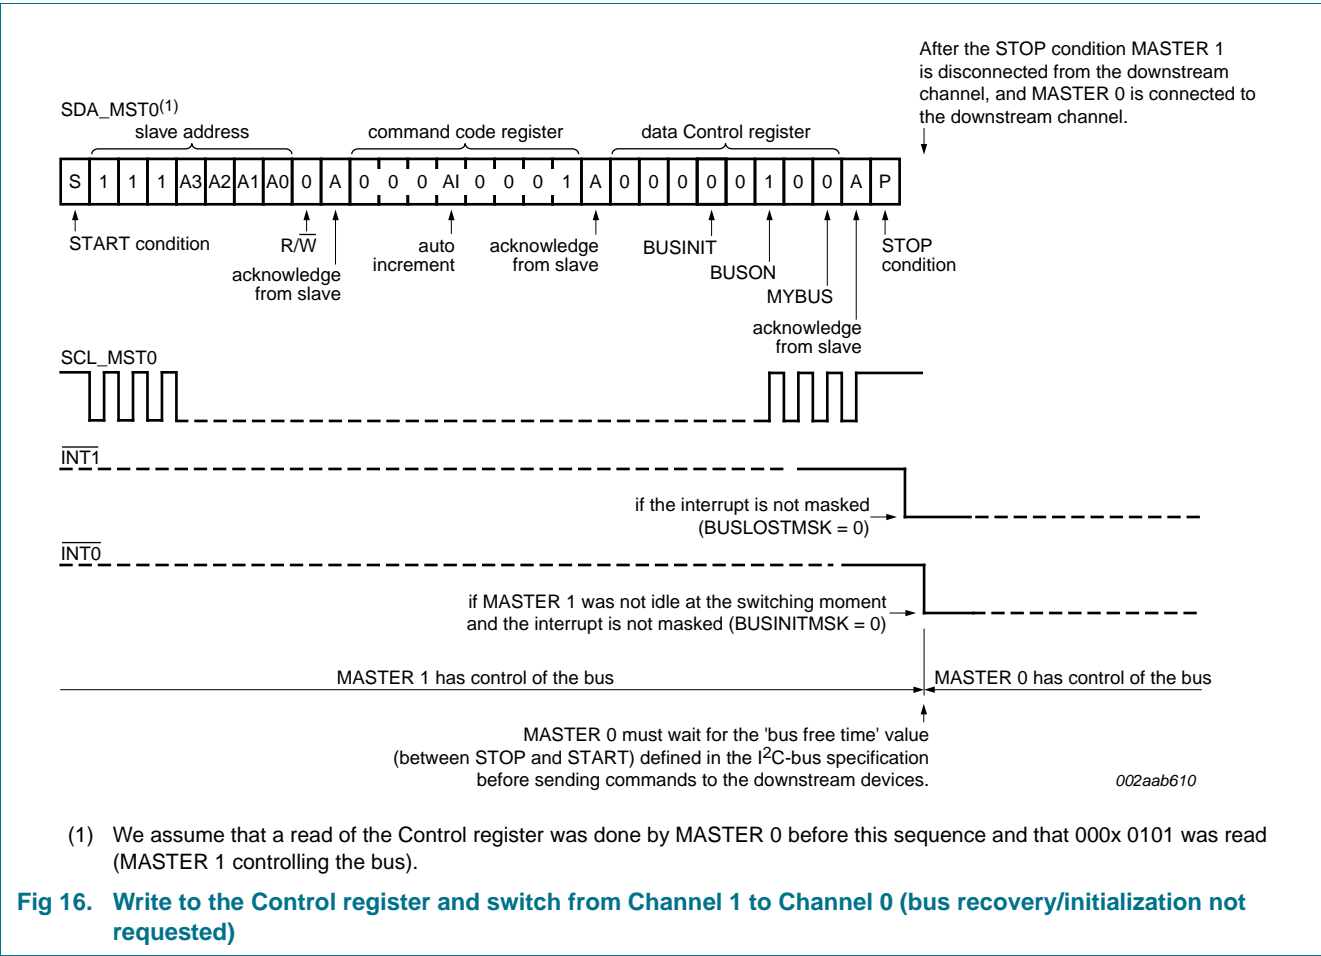 After the STOP condition MASTER 1
is disconnected from the downstream
channel, and MASTER 0 is connected to
the downstream channel.
SDA_MST0(1)
slave address command code register data Control register
S 1 1 1 A3 A2 A1 A0 0 A 0 0 0 AI 0 0 0 1 A 0 0 0 0 0 1 0 0 A P
START condition
R/W
acknowledge
from slave
auto
increment
acknowledge
from slave
BUSINIT
BUSON
MYBUS
acknowledge
from slave
STOP
condition
SCL_MST0
INT1
if the interrupt is not masked
(BUSLOSTMSK = 0)
INT0
if MASTER 1 was not idle at the switching moment
and the interrupt is not masked (BUSINITMSK = 0)
MASTER 1 has control of the bus MASTER 0 has control of the bus
MASTER 0 must wait for the 'bus free time' value
(between STOP and START) defined in the I2C-bus specification
before sending commands to the downstream devices.
002aab610
(1) We assume that a read of the Control register was done by MASTER 0 before this sequence and that 000x 0101 was read
(MASTER 1 controlling the bus).
Fig 16. Write to the Control register and switch from Channel 1 to Channel 0 (bus recovery/initialization not
requested)